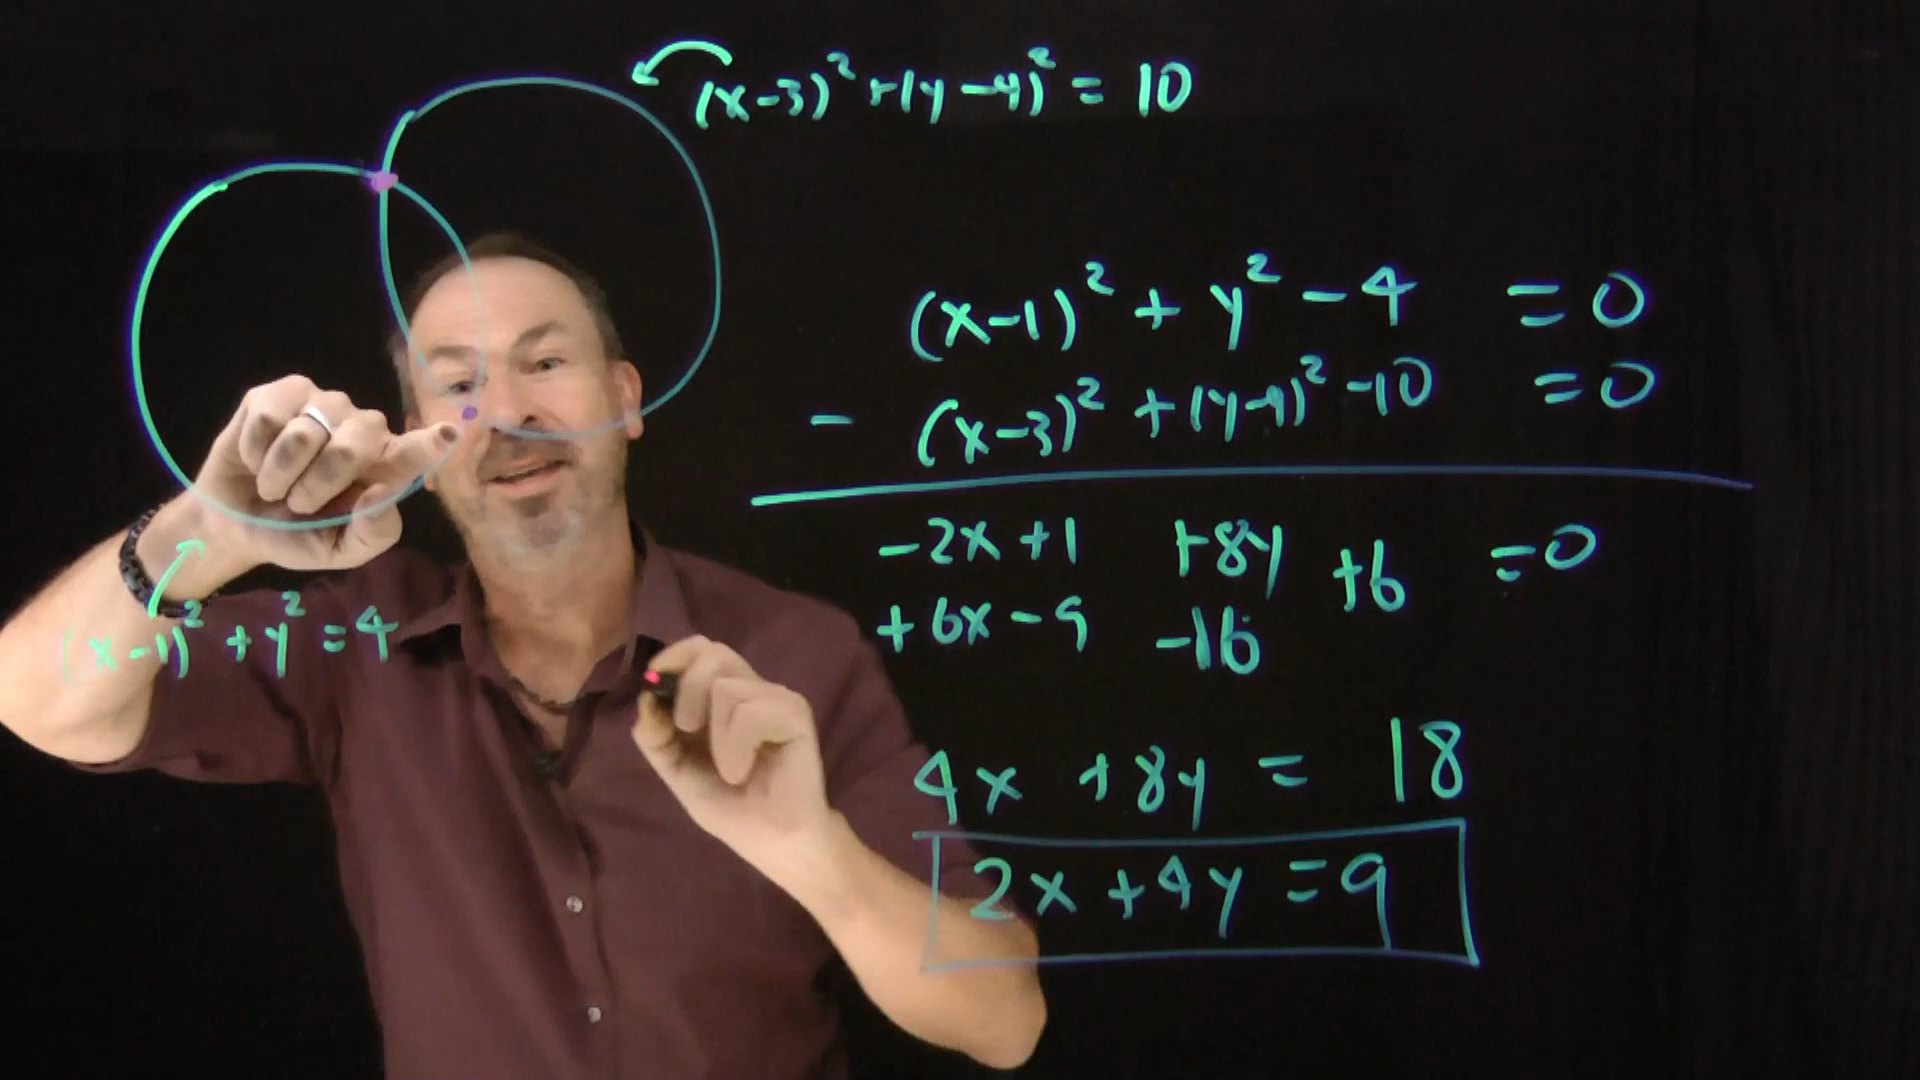 (x-3)² + (y-4)² = 10
(x-1)² + y² - 4 = 0
- (x-3)² + (y-4)² - 10 = 0
-2x + 1 + 8y + 6 = 0
+ 6x - 9 - 16
(x-1)² + y² = 4
4x + 8y = 18
2x + 4y = 9